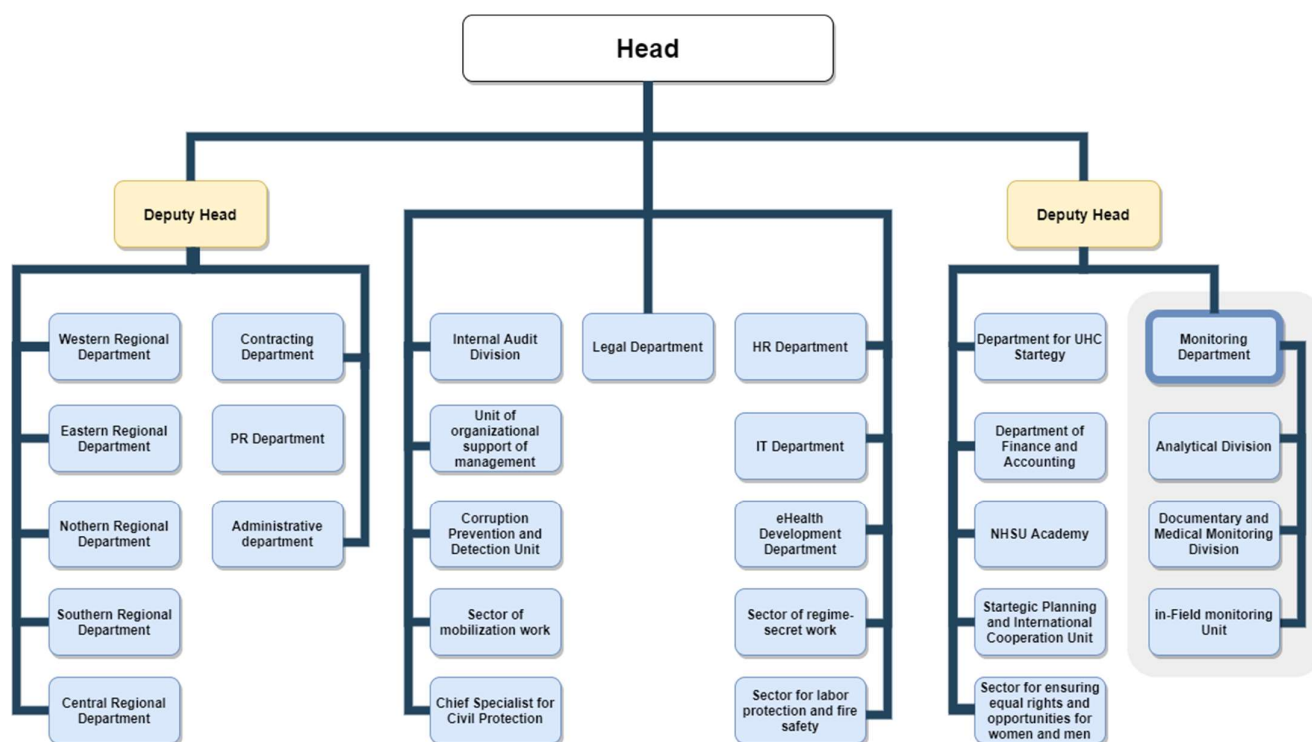 Head
Deputy Head
Deputy Head
Western Regional
Department
Contracting
Department
Internal Audit
Division
Legal Department
HR Department
Department for UHC
Startegy
Monitoring
Department
Eastern Regional
Department
PR Department
Unit of
organizational
support of
management
IT Department
Department of
Finance and
Accounting
Analytical Division
Nothern Regional
Department
Administrative
department
Corruption
Prevention and
Detection Unit
eHealth
Development
Department
NHSU Academy
Documentary and
Medical Monitoring
Division
Southern Regional
Department
Sector of
mobilization work
Sector of regime-
secret work
Startegic Planning
and International
Cooperation Unit
in-Field monitoring
Unit
Central Regional
Department
Chief Specialist for
Civil Protection
Sector for labor
protection and fire
safety
Sector for ensuring
equal rights and
opportunities for
women and men